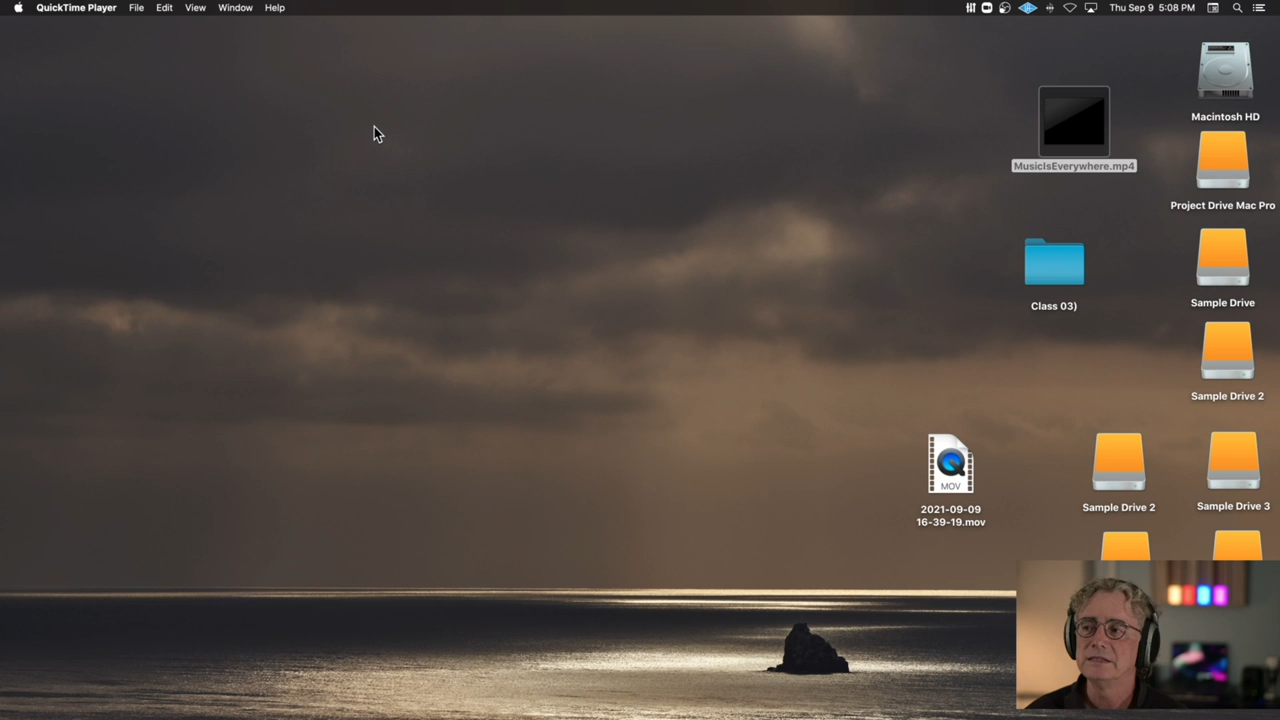 QuickTime Player File Edit View Window Help Thu Sep 9 5:08 PM
Macintosh HD
MusicIsEverywhere.mp4
Project Drive Mac Pro
Class 03)
Sample Drive
Sample Drive 2
MOV
2021-09-09
16-39-19.mov
Sample Drive 2
Sample Drive 3